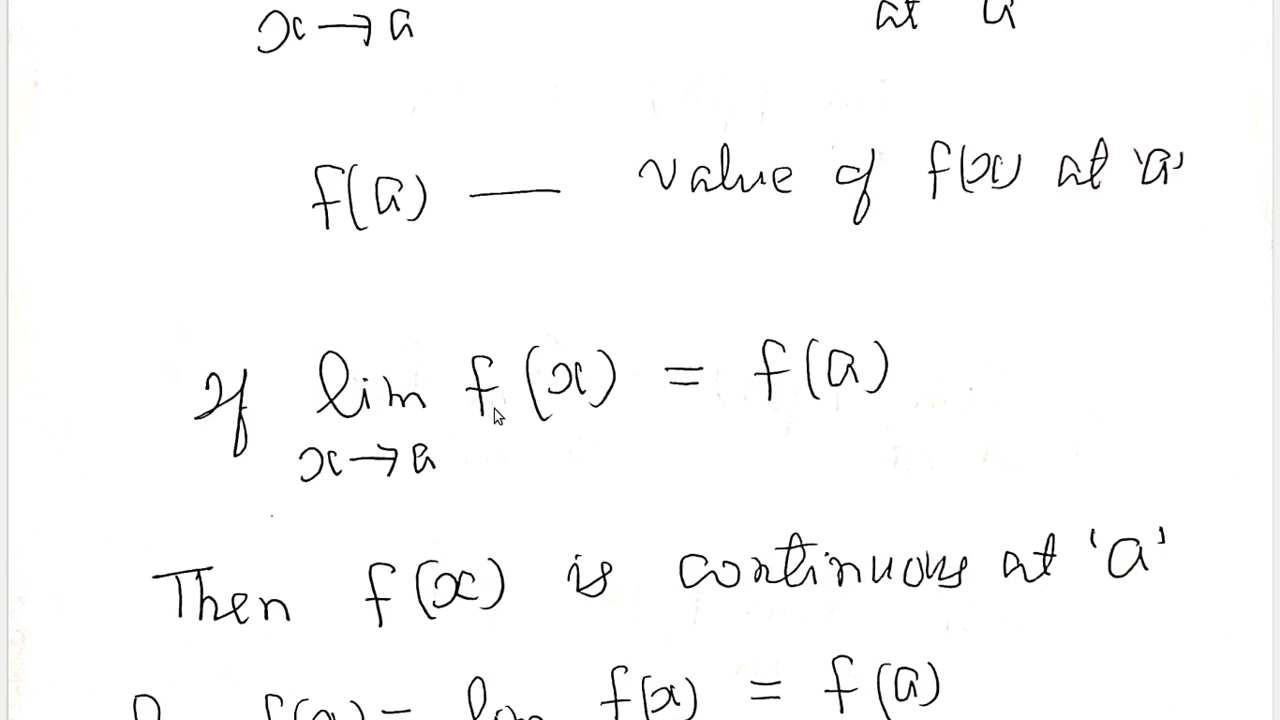 x→a at a
f(a) — value of f(x) at 'a'
If lim f(x) = f(a)
x→a
Then f(x) is continuous at 'a'
f(x) = f(a)